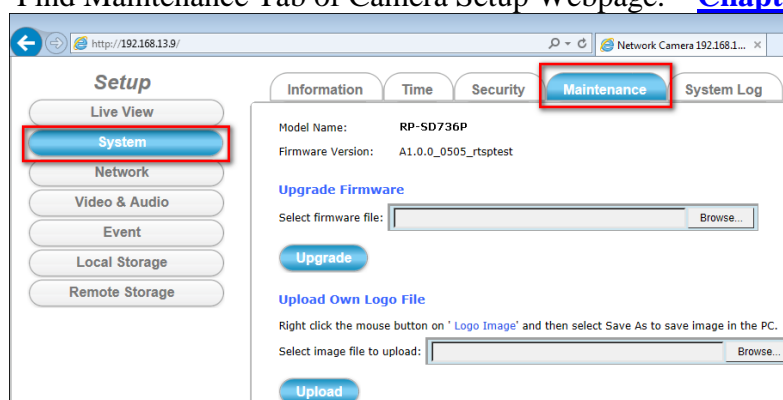 Find Maintenance Tab of Camera Setup Webpage.
http://192.168.13.9/
Network Camera 192.168.1...
Setup
Live View
System
Network
Video & Audio
Event
Local Storage
Remote Storage
Information Time Security Maintenance System Log
Model Name: RP-SD736P
Firmware Version: A1.0.0_0505_rtsptest
Upgrade Firmware
Select firmware file: Browse...
Upgrade
Upload Own Logo File
Right click the mouse button on ' Logo Image' and then select Save As to save image in the PC.
Select image file to upload: Browse...
Upload